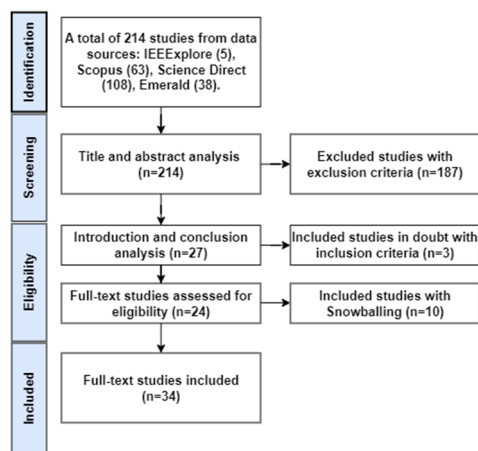 Identification
A total of 214 studies from data
sources: IEEExplore (5),
Scopus (63), Science Direct
(108), Emerald (38).
Screening
Title and abstract analysis
(n=214)
Excluded studies with
exclusion criteria (n=187)
Eligibility
Introduction and conclusion
analysis (n=27)
Included studies in doubt with
inclusion criteria (n=3)
Full-text studies assessed for
eligibility (n=24)
Included studies with
Snowballing (n=10)
Included
Full-text studies included
(n=34)